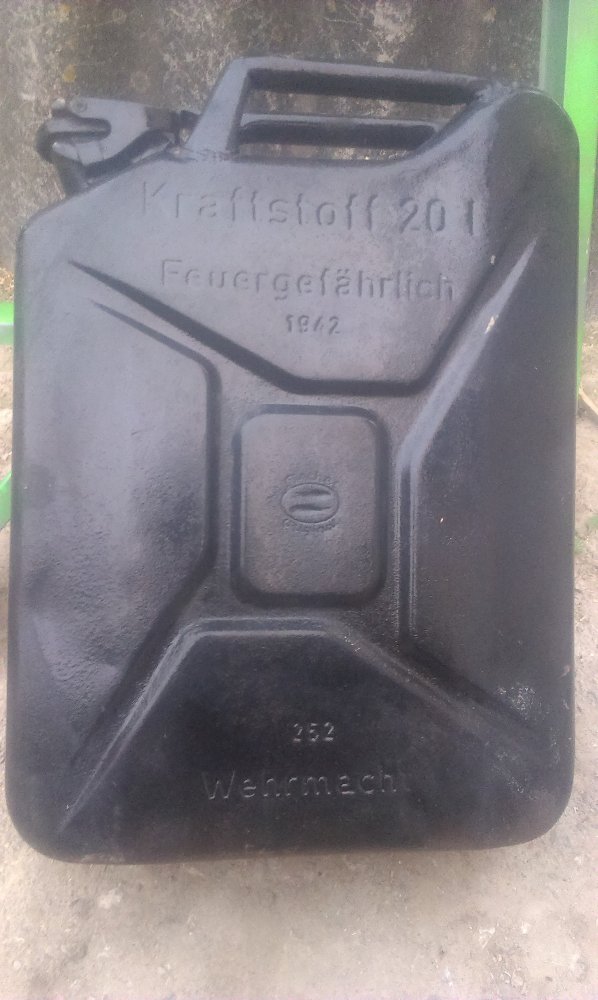 Kraftstoff 20 l
Feuergefährlich
1942
252
Wehrmacht